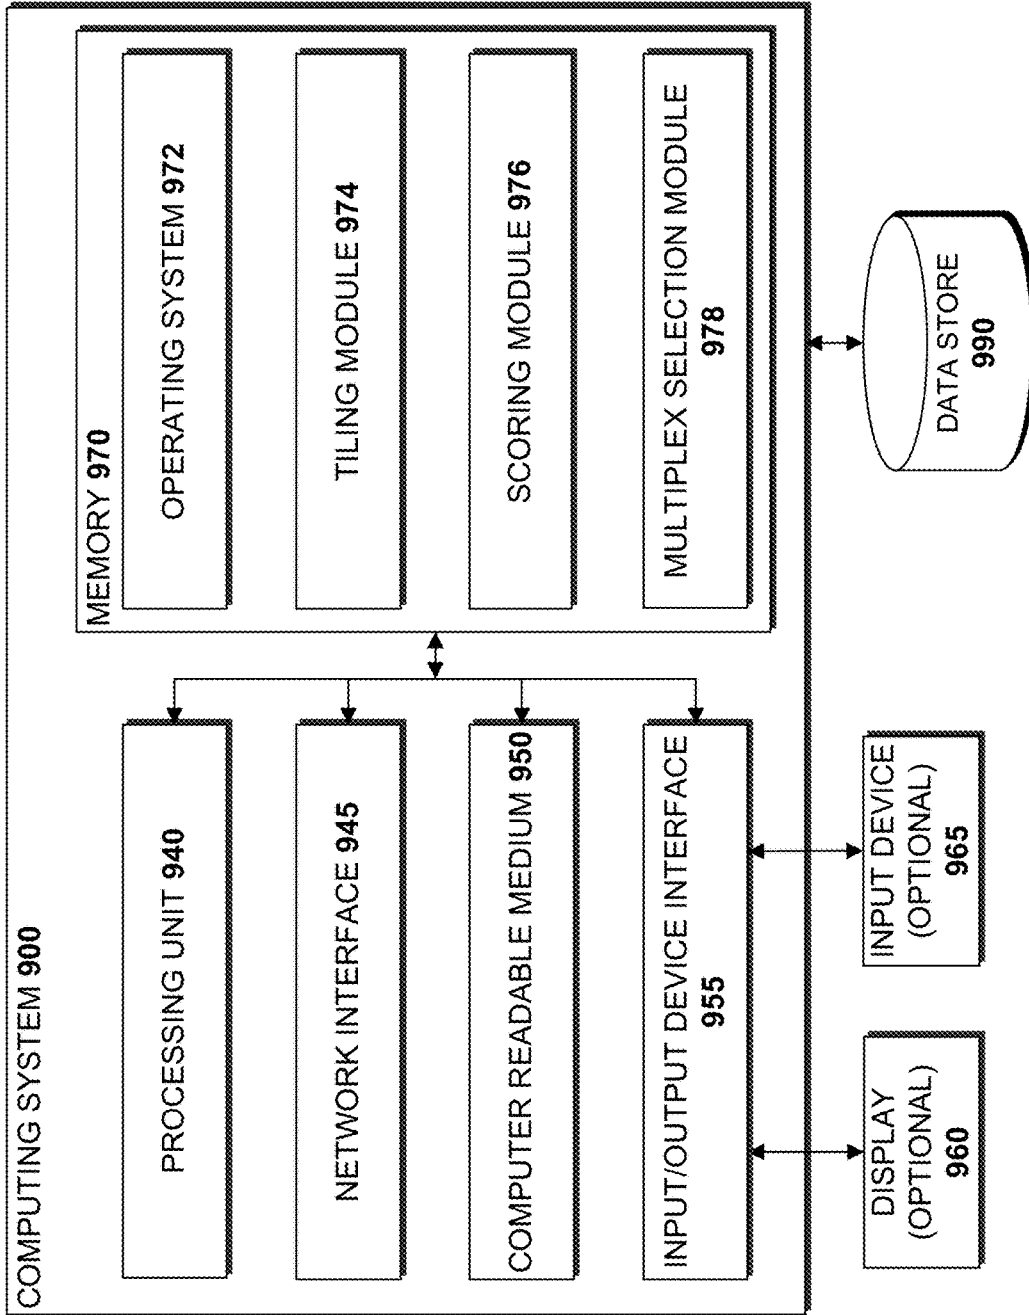 COMPUTING SYSTEM 900
PROCESSING UNIT 940
NETWORK INTERFACE 945
COMPUTER READABLE MEDIUM 950
INPUT/OUTPUT DEVICE INTERFACE
955
MEMORY 970
OPERATING SYSTEM 972
TILING MODULE 974
SCORING MODULE 976
MULTIPLEX SELECTION MODULE
978
DISPLAY
(OPTIONAL)
960
INPUT DEVICE
(OPTIONAL)
965
DATA STORE
990